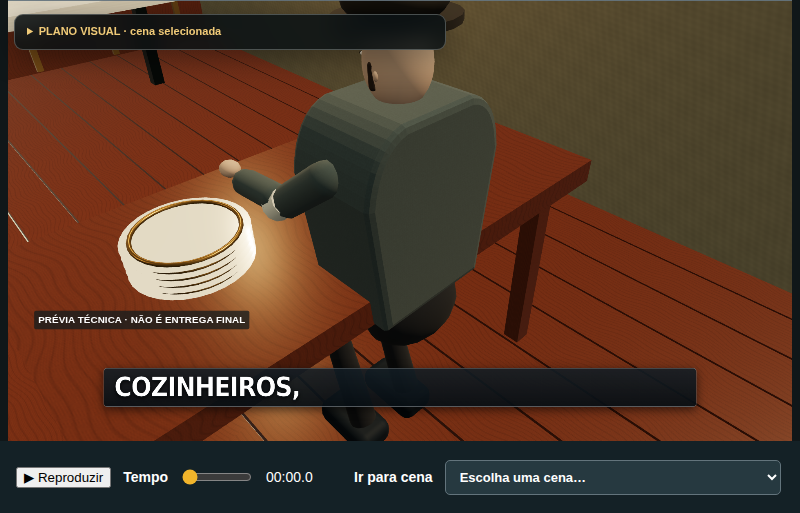 ▶ PLANO VISUAL · cena selecionada
PRÉVIA TÉCNICA · NÃO É ENTREGA FINAL
COZINHEIROS,
▶ Reproduzir Tempo 00:00.0 Ir para cena Escolha uma cena…